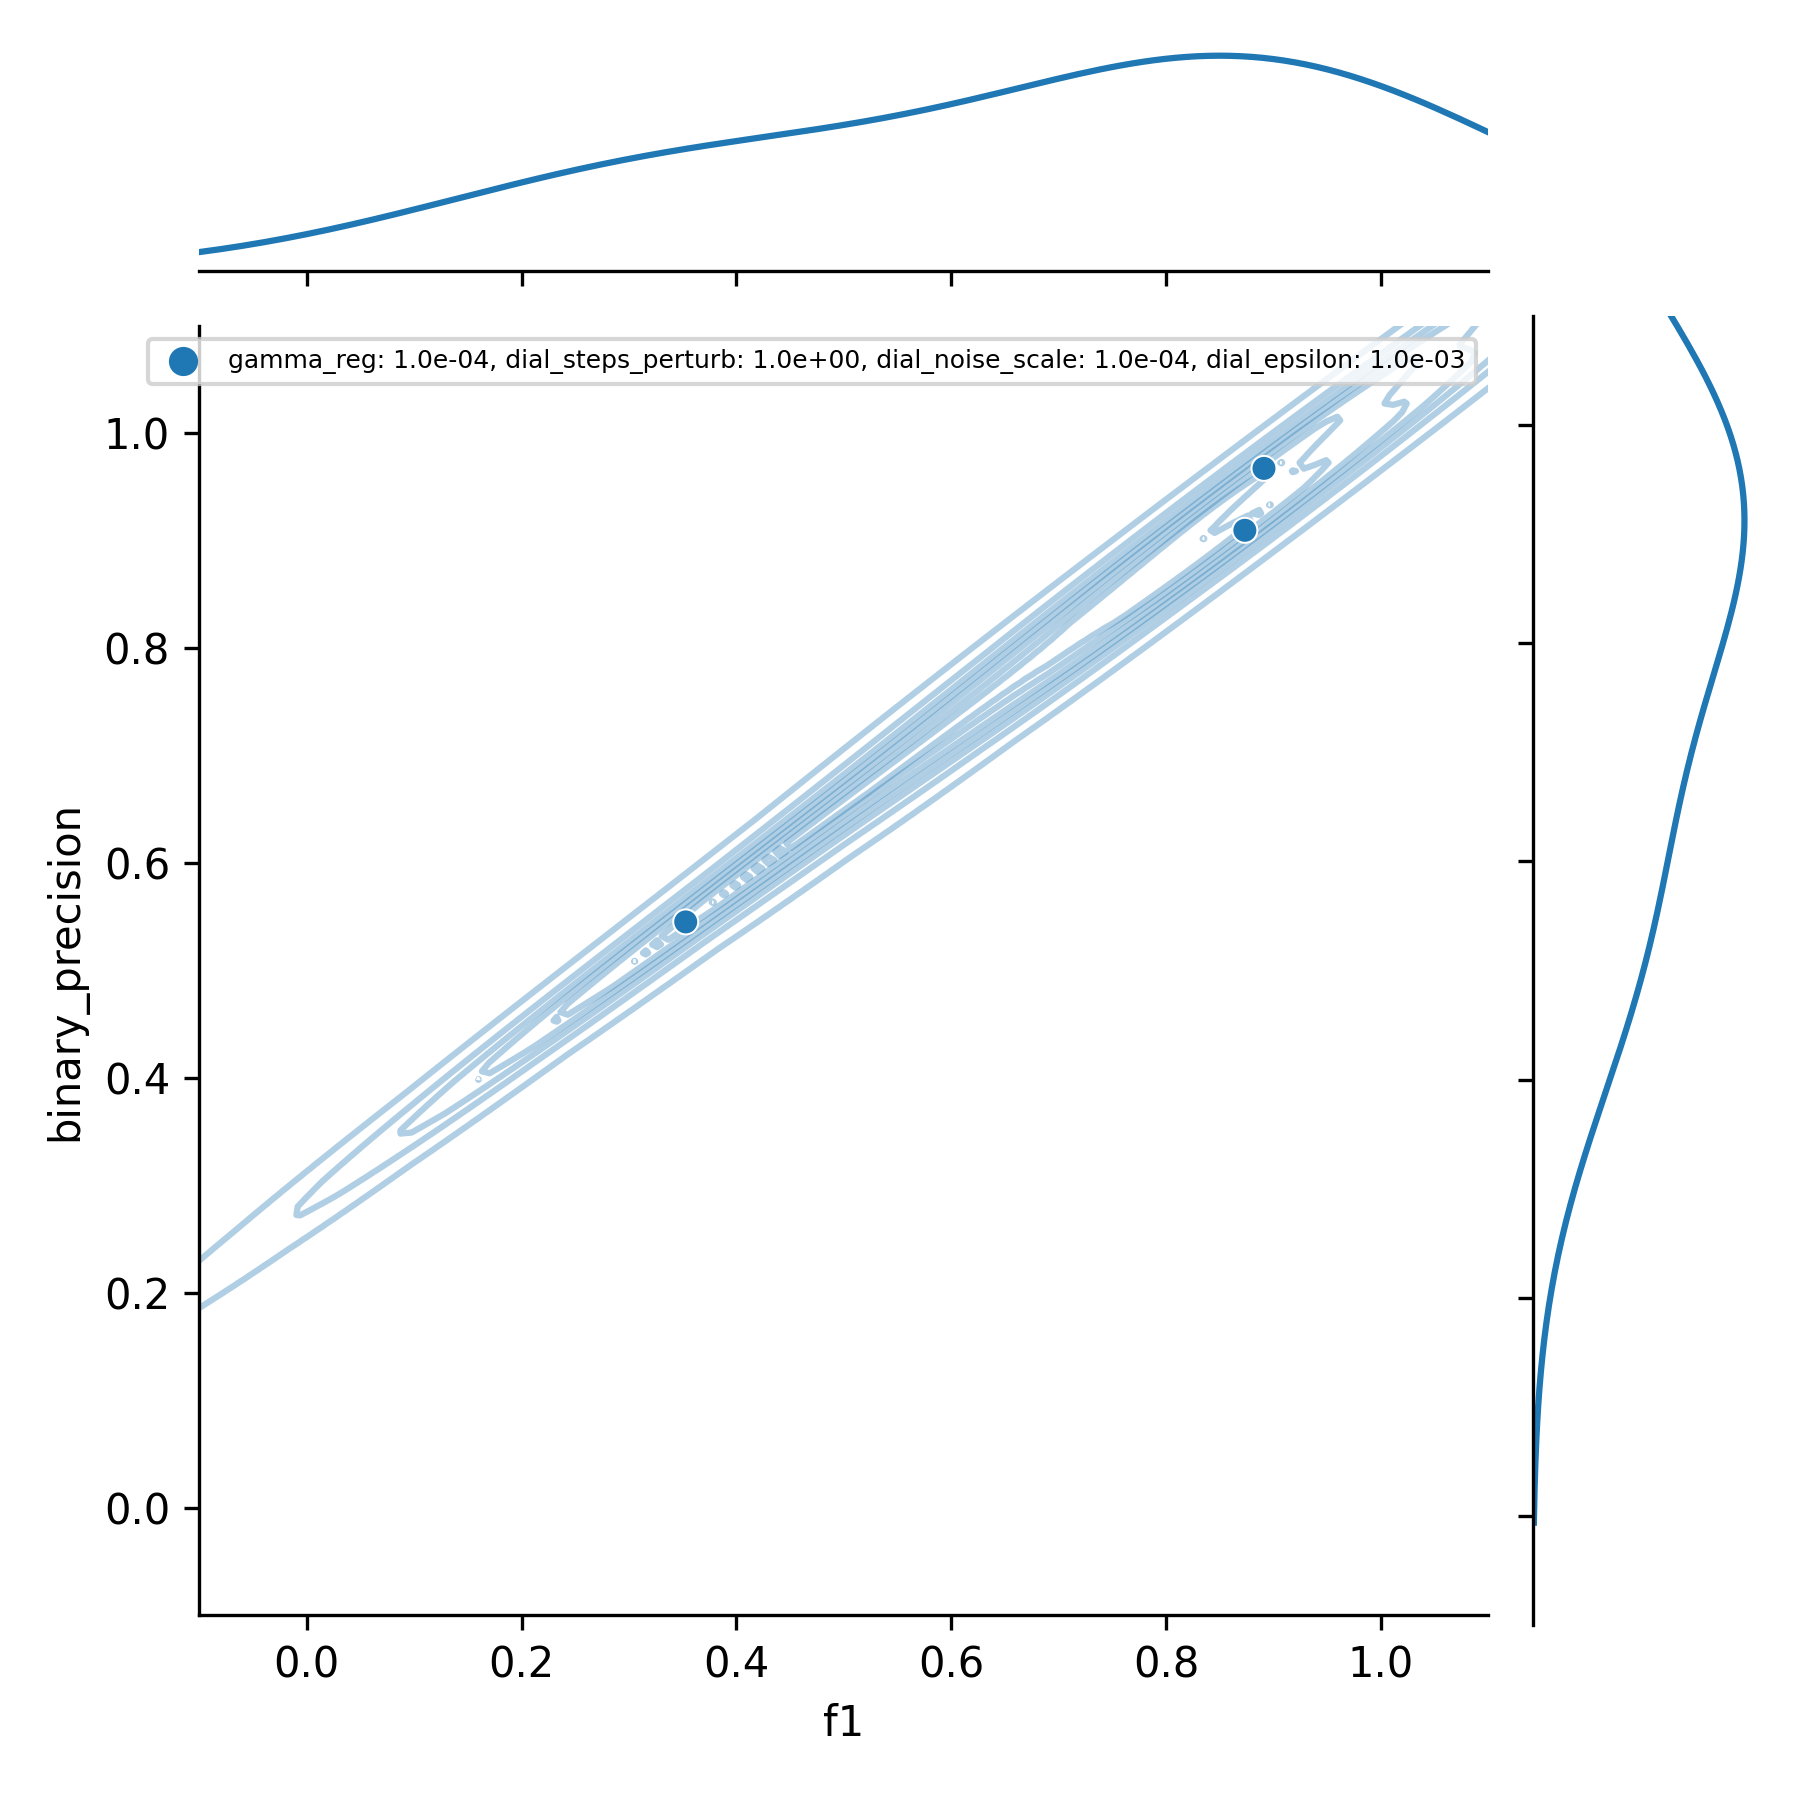 gamma_reg: 1.0e-04, dial_steps_perturb: 1.0e+00, dial_noise_scale: 1.0e-04, dial_epsilon: 1.0e-03
1.0
0.8
0.6
0.4
0.2
0.0
binary_precision
0.0 0.2 0.4 0.6 0.8 1.0
f1